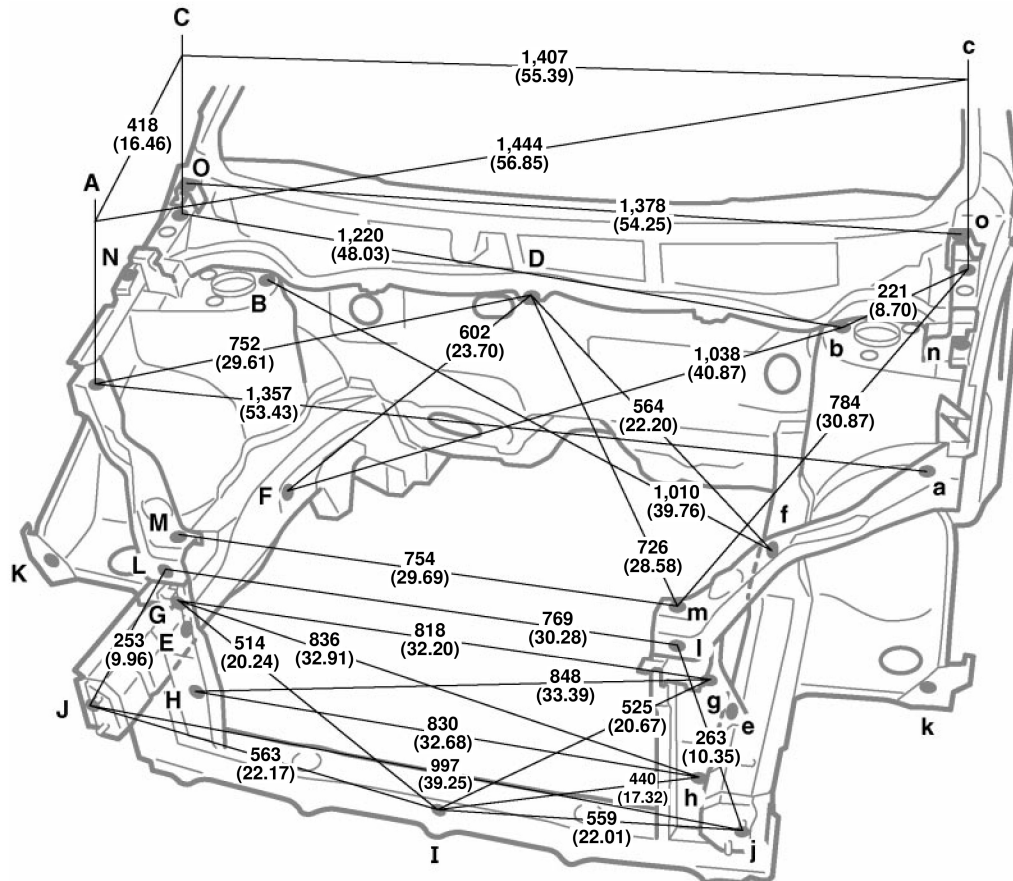 C
c
1,407
(55.39)
418
(16.46)
1,444
(56.85)
A
O
1,378
(54.25)
o
1,220
(48.03)
N
D
B
221
(8.70)
602
(23.70)
b
n
752
(29.61)
1,038
(40.87)
1,357
(53.43)
564
(22.20)
784
(30.87)
F
1,010
(39.76)
a
f
M
K
L
754
(29.69)
726
(28.58)
G
m
769
(30.28)
E
253
(9.96)
514
(20.24)
836
(32.91)
818
(32.20)
l
848
(33.39)
J
H
g
525
(20.67)
e
k
830
(32.68)
263
(10.35)
563
(22.17)
997
(39.25)
440
(17.32)
h
559
(22.01)
I
j